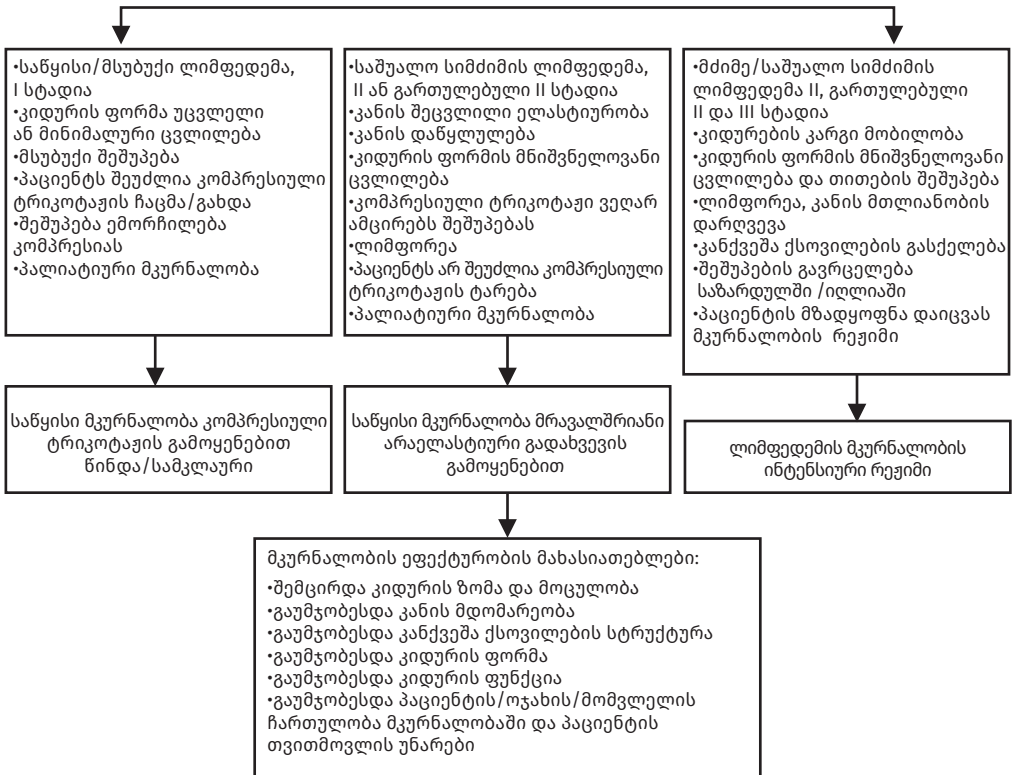 •საწყისი/მსუბუქი ლიმფედემა,
I სტადია
•კიდურის ფორმა უცვლელი
ან მინიმალური ცვლილება
•მსუბუქი შეშუპება
•პაციენტს შეუძლია კომპრესიული
ტრიკოტაჟის ჩაცმა/გახდა
•შეშუპება ემორჩილება
კომპრესიას
•პალიატიური მკურნალობა
•საშუალო სიმძიმის ლიმფედემა,
II ან გართულებული II სტადია
•კანის შეცვლილი ელასტიურობა
•კანის დაწყლულება
•კიდურის ფორმის მნიშვნელოვანი
ცვლილება
•კომპრესიული ტრიკოტაჟი ვეღარ
ამცირებს შეშუპებას
•ლიმფორეა
•პაციენტს არ შეუძლია კომპრესიული
ტრიკოტაჟის ტარება
•პალიატიური მკურნალობა
•მძიმე/საშუალო სიმძიმის
ლიმფედემა II, გართულებული
II და III სტადია
•კიდურების კარგი მობილობა
•კიდურის ფორმის მნიშვნელოვანი
ცვლილება და თითების შეშუპება
•ლიმფორეა, კანის მთლიანობის
დარღვევა
•კანქვეშა ქსოვილების გასქელება
•შეშუპების გავრცელება
საზარდულში /იღლიაში
•პაციენტის მზადყოფნა დაიცვას
მკურნალობის რეჟიმი
საწყისი მკურნალობა კომპრესიული
ტრიკოტაჟის გამოყენებით
წინდა/სამკლაური
საწყისი მკურნალობა მრავალშრიანი
არაელასტიური გადახვევის
გამოყენებით
ლიმფედემის მკურნალობის
ინტენსიური რეჟიმი
მკურნალობის ეფექტურობის მახასიათებლები:
•შემცირდა კიდურის ზომა და მოცულობა
•გაუმჯობესდა კანის მდომარეობა
•გაუმჯობესდა კანქვეშა ქსოვილების სტრუქტურა
•გაუმჯობესდა კიდურის ფორმა
•გაუმჯობესდა კიდურის ფუნქცია
•გაუმჯობესდა პაციენტის/ოჯახის/მომვლელის
ჩართულობა მკურნალობაში და პაციენტის
თვითმოვლის უნარები